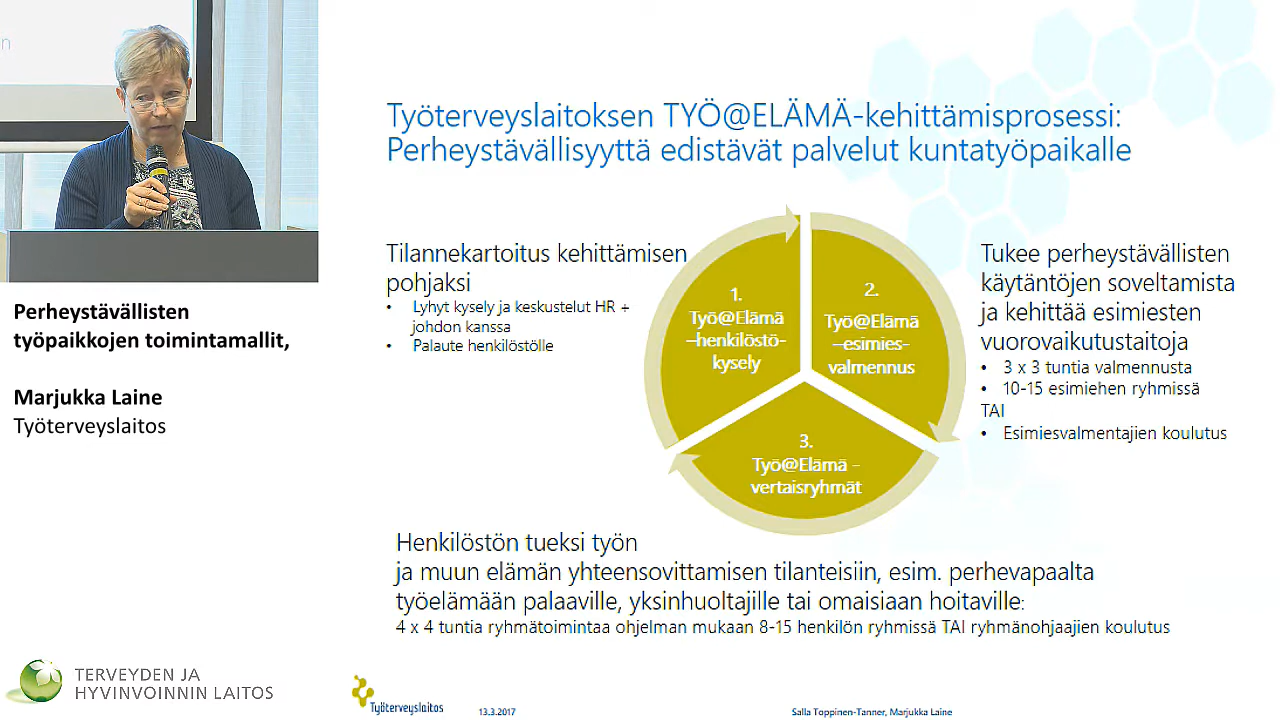 n
Perheystävällisten
työpaikkojen toimintamallit,
Marjukka Laine
Työterveyslaitos
TERVEYDEN JA
HYVINVOINNIN LAITOS
Työterveyslaitoksen TYÖ@ELÄMÄ-kehittämisprosessi:
Perheystävällisyyttä edistävät palvelut kuntatyöpaikalle
Tilannekartoitus kehittämisen
pohjaksi
• Lyhyt kysely ja keskustelut HR +
johdon kanssa
• Palaute henkilöstölle
1.
Työ@Elämä
–henkilöstö-
kysely
2.
Työ@Elämä
–esimies-
valmennus
3.
Työ@Elämä -
vertaisryhmät
Tukee perheystävällisten
käytäntöjen soveltamista
ja kehittää esimiesten
vuorovaikutustaitoja
• 3 x 3 tuntia valmennusta
• 10-15 esimiehen ryhmissä
TAI
• Esimiesvalmentajien koulutus
Henkilöstön tueksi työn
ja muun elämän yhteensovittamisen tilanteisiin, esim. perhevapaalta
työelämään palaaville, yksinhuoltajille tai omaisiaan hoitaville:
4 x 4 tuntia ryhmätoimintaa ohjelman mukaan 8-15 henkilön ryhmissä TAI ryhmänohjaajien koulutus
Työterveyslaitos
13.3.2017
Salla Toppinen-Tanner, Marjukka Laine